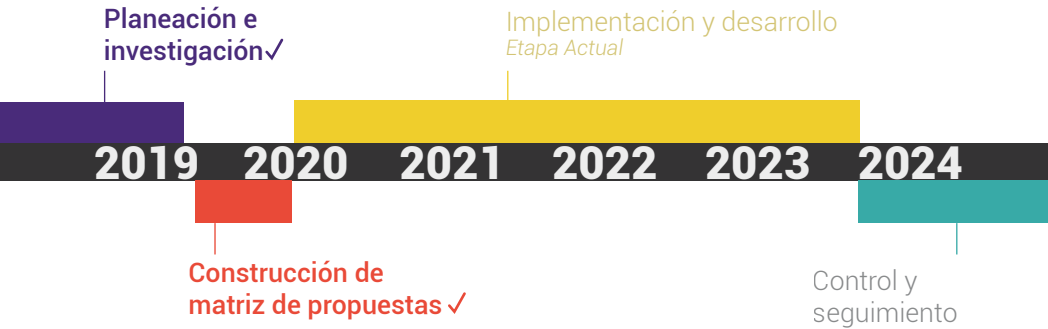 Planeación e
investigación✓
Implementación y desarrollo
Etapa Actual
2019 2020 2021 2022 2023 2024
Construcción de
matriz de propuestas ✓
Control y
seguimiento